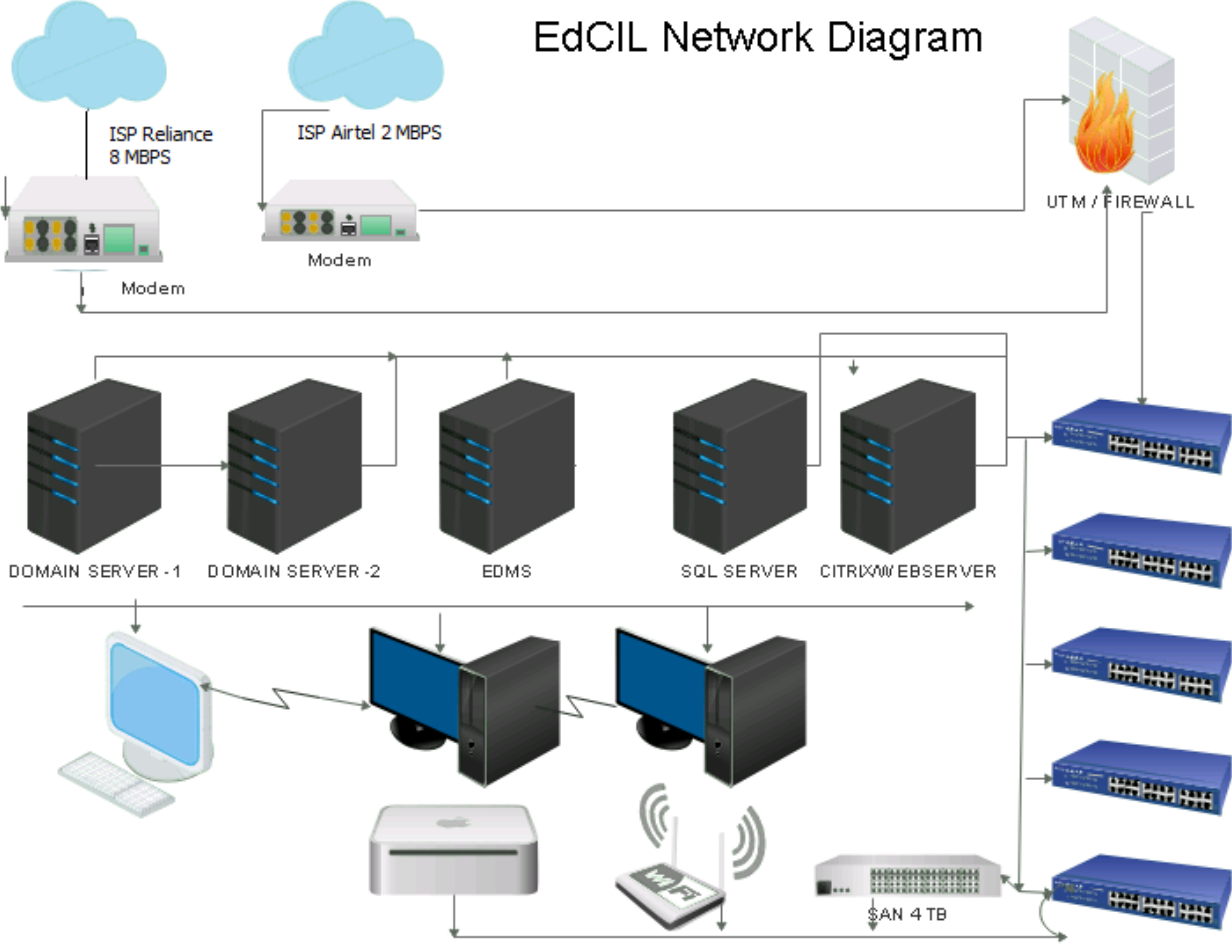 EdCIL Network Diagram
ISP Reliance
8 MBPS
ISP Airtel 2 MBPS
UTM / FIREWALL
Modem
Modem
DOMAIN SERVER -1
DOMAIN SERVER -2
EDMS
SQL SERVER
CITRIX/WEBSERVER
WiFi
SAN 4 TB